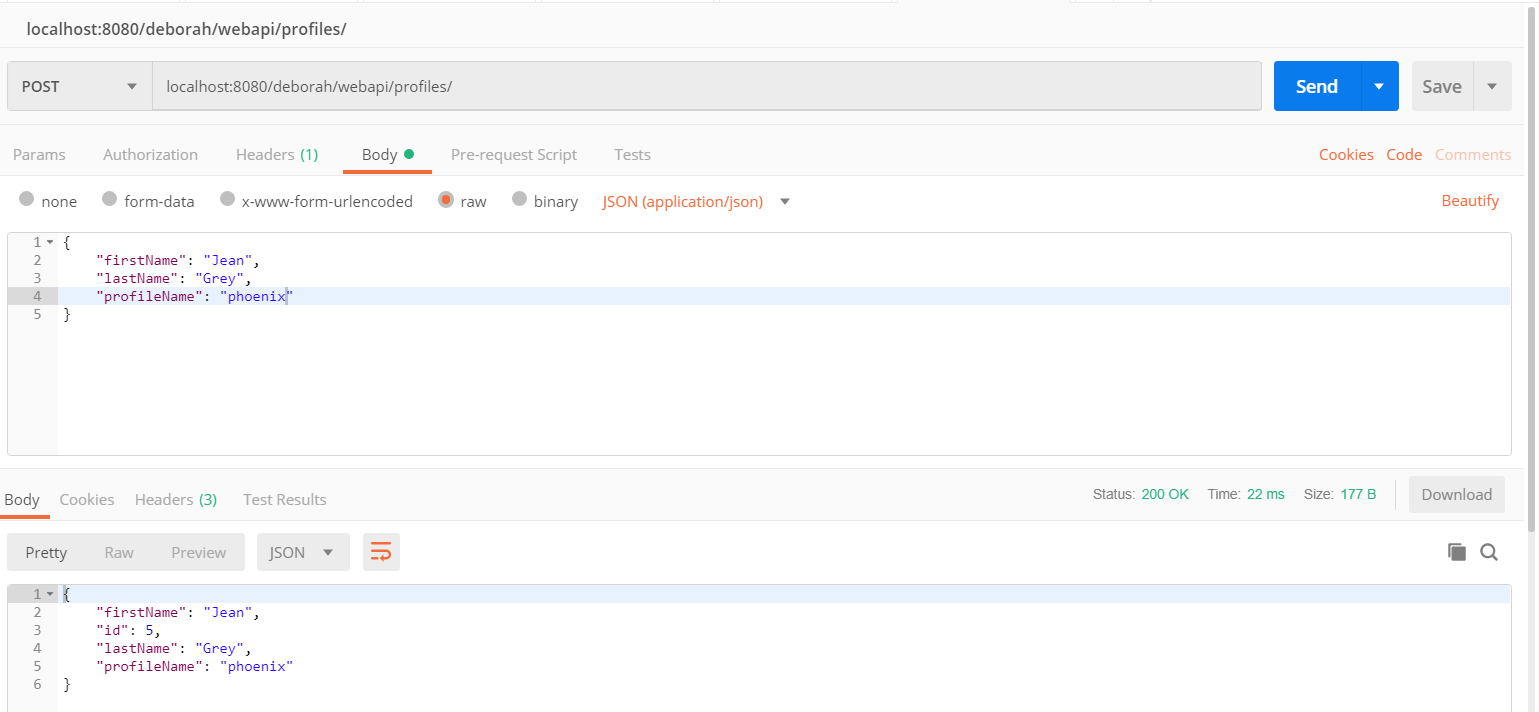 localhost:8080/deborah/webapi/profiles/
POST localhost:8080/deborah/webapi/profiles/ Send Save
Params Authorization Headers (1) Body Pre-request Script Tests Cookies Code Comments
none form-data x-www-form-urlencoded raw binary JSON (application/json) Beautify
1 {
2 "firstName": "Jean",
3 "lastName": "Grey",
4 "profileName": "phoenix"
5 }
Body Cookies Headers (3) Test Results Status: 200 OK Time: 22 ms Size: 177 B Download
Pretty Raw Preview JSON
1 {
2 "firstName": "Jean",
3 "id": 5,
4 "lastName": "Grey",
5 "profileName": "phoenix"
6 }